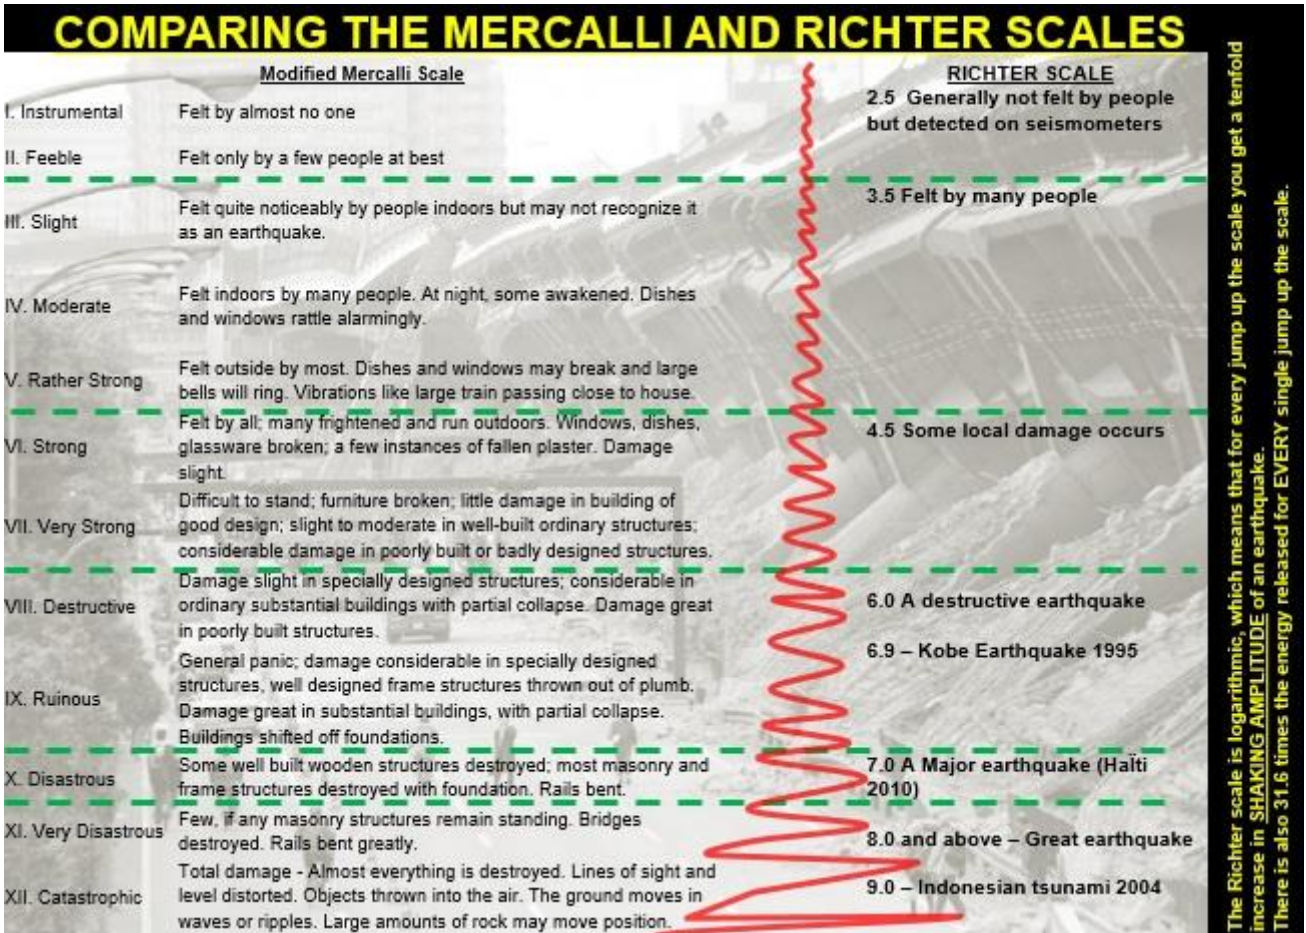 COMPARING THE MERCALLI AND RICHTER SCALES
Modified Mercalli Scale
I. Instrumental
Felt by almost no one
II. Feeble
Felt only by a few people at best
III. Slight
Felt quite noticeably by people indoors but may not recognize it
as an earthquake.
IV. Moderate
Felt indoors by many people. At night, some awakened. Dishes
and windows rattle alarmingly.
V. Rather Strong
Felt outside by most. Dishes and windows may break and large
bells will ring. Vibrations like large train passing close to house.
VI. Strong
Felt by all; many frightened and run outdoors. Windows, dishes,
glassware broken; a few instances of fallen plaster. Damage
slight.
VII. Very Strong
Difficult to stand; furniture broken; little damage in building of
good design; slight to moderate in well-built ordinary structures;
considerable damage in poorly built or badly designed structures.
VIII. Destructive
Damage slight in specially designed structures; considerable in
ordinary substantial buildings with partial collapse. Damage great
in poorly built structures.
IX. Ruinous
General panic; damage considerable in specially designed
structures, well designed frame structures thrown out of plumb.
Damage great in substantial buildings, with partial collapse.
Buildings shifted off foundations.
X. Disastrous
Some well built wooden structures destroyed; most masonry and
frame structures destroyed with foundation. Rails bent.
XI. Very Disastrous
Few, if any masonry structures remain standing. Bridges
destroyed. Rails bent greatly.
XII. Catastrophic
Total damage - Almost everything is destroyed. Lines of sight and
level distorted. Objects thrown into the air. The ground moves in
waves or ripples. Large amounts of rock may move position.
RICHTER SCALE
2.5 Generally not felt by people
but detected on seismometers
3.5 Felt by many people
4.5 Some local damage occurs
6.0 A destructive earthquake
6.9 – Kobe Earthquake 1995
7.0 A Major earthquake (Haïti
2010)
8.0 and above – Great earthquake
9.0 – Indonesian tsunami 2004
The Richter scale is logarithmic, which means that for every jump up the scale you get a tenfold
increase in SHAKING AMPLITUDE of an earthquake.
There is also 31.6 times the energy released for EVERY single jump up the scale.